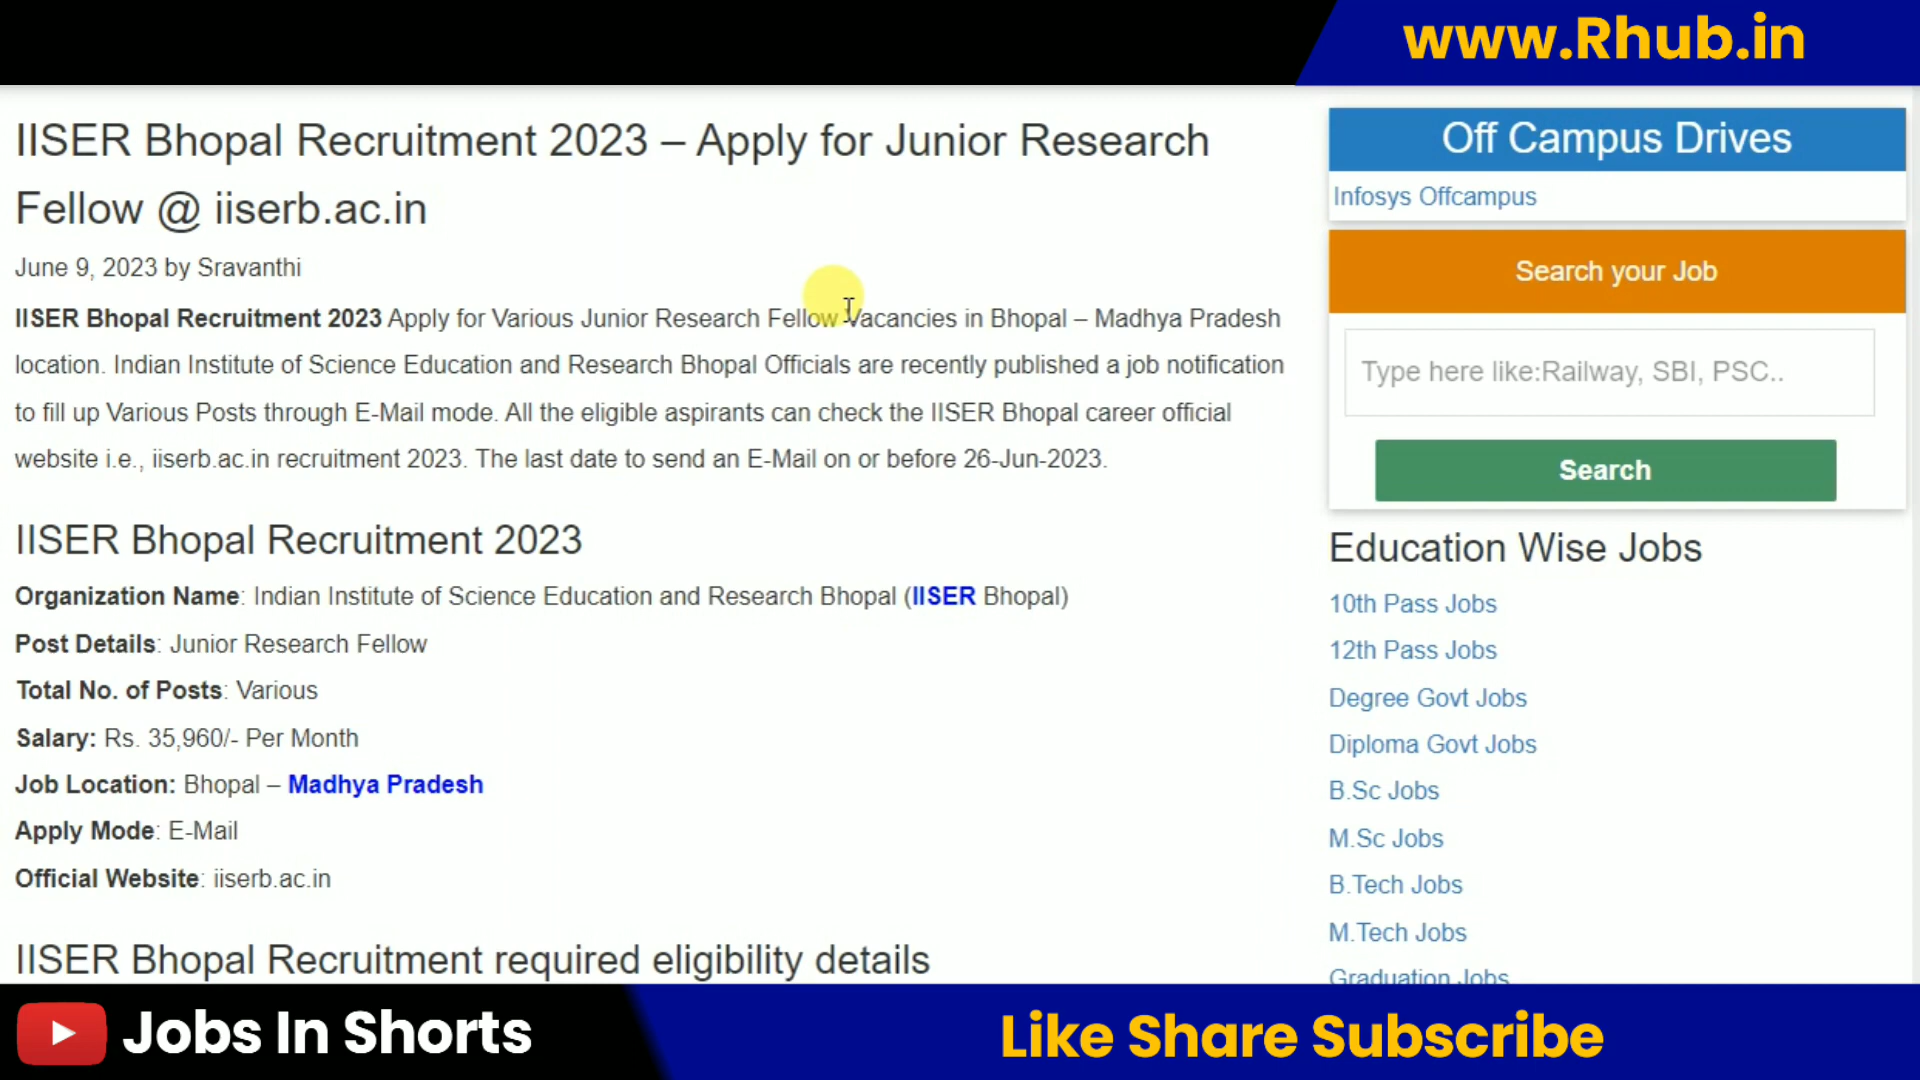 www.Rhub.in
IISER Bhopal Recruitment 2023 – Apply for Junior Research
Fellow @ iiserb.ac.in
June 9, 2023 by Sravanthi
IISER Bhopal Recruitment 2023 Apply for Various Junior Research Fellow Vacancies in Bhopal – Madhya Pradesh
location. Indian Institute of Science Education and Research Bhopal Officials are recently published a job notification
to fill up Various Posts through E-Mail mode. All the eligible aspirants can check the IISER Bhopal career official
website i.e., iiserb.ac.in recruitment 2023. The last date to send an E-Mail on or before 26-Jun-2023.
IISER Bhopal Recruitment 2023
Organization Name: Indian Institute of Science Education and Research Bhopal (IISER Bhopal)
Post Details: Junior Research Fellow
Total No. of Posts: Various
Salary: Rs. 35,960/- Per Month
Job Location: Bhopal – Madhya Pradesh
Apply Mode: E-Mail
Official Website: iiserb.ac.in
IISER Bhopal Recruitment required eligibility details
Off Campus Drives
Infosys Offcampus
Search your Job
Type here like:Railway, SBI, PSC..
Search
Education Wise Jobs
10th Pass Jobs
12th Pass Jobs
Degree Govt Jobs
Diploma Govt Jobs
B.Sc Jobs
M.Sc Jobs
B.Tech Jobs
M.Tech Jobs
Graduation Jobs
Jobs In Shorts
Like Share Subscribe